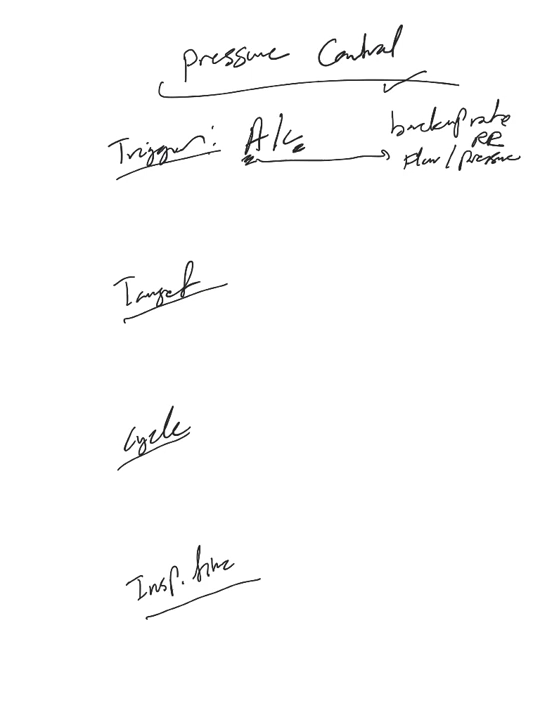 Pressure Control
Trigger: A/C
backup rate
RR
flow / pressure
Target
Cycle
Insp. time